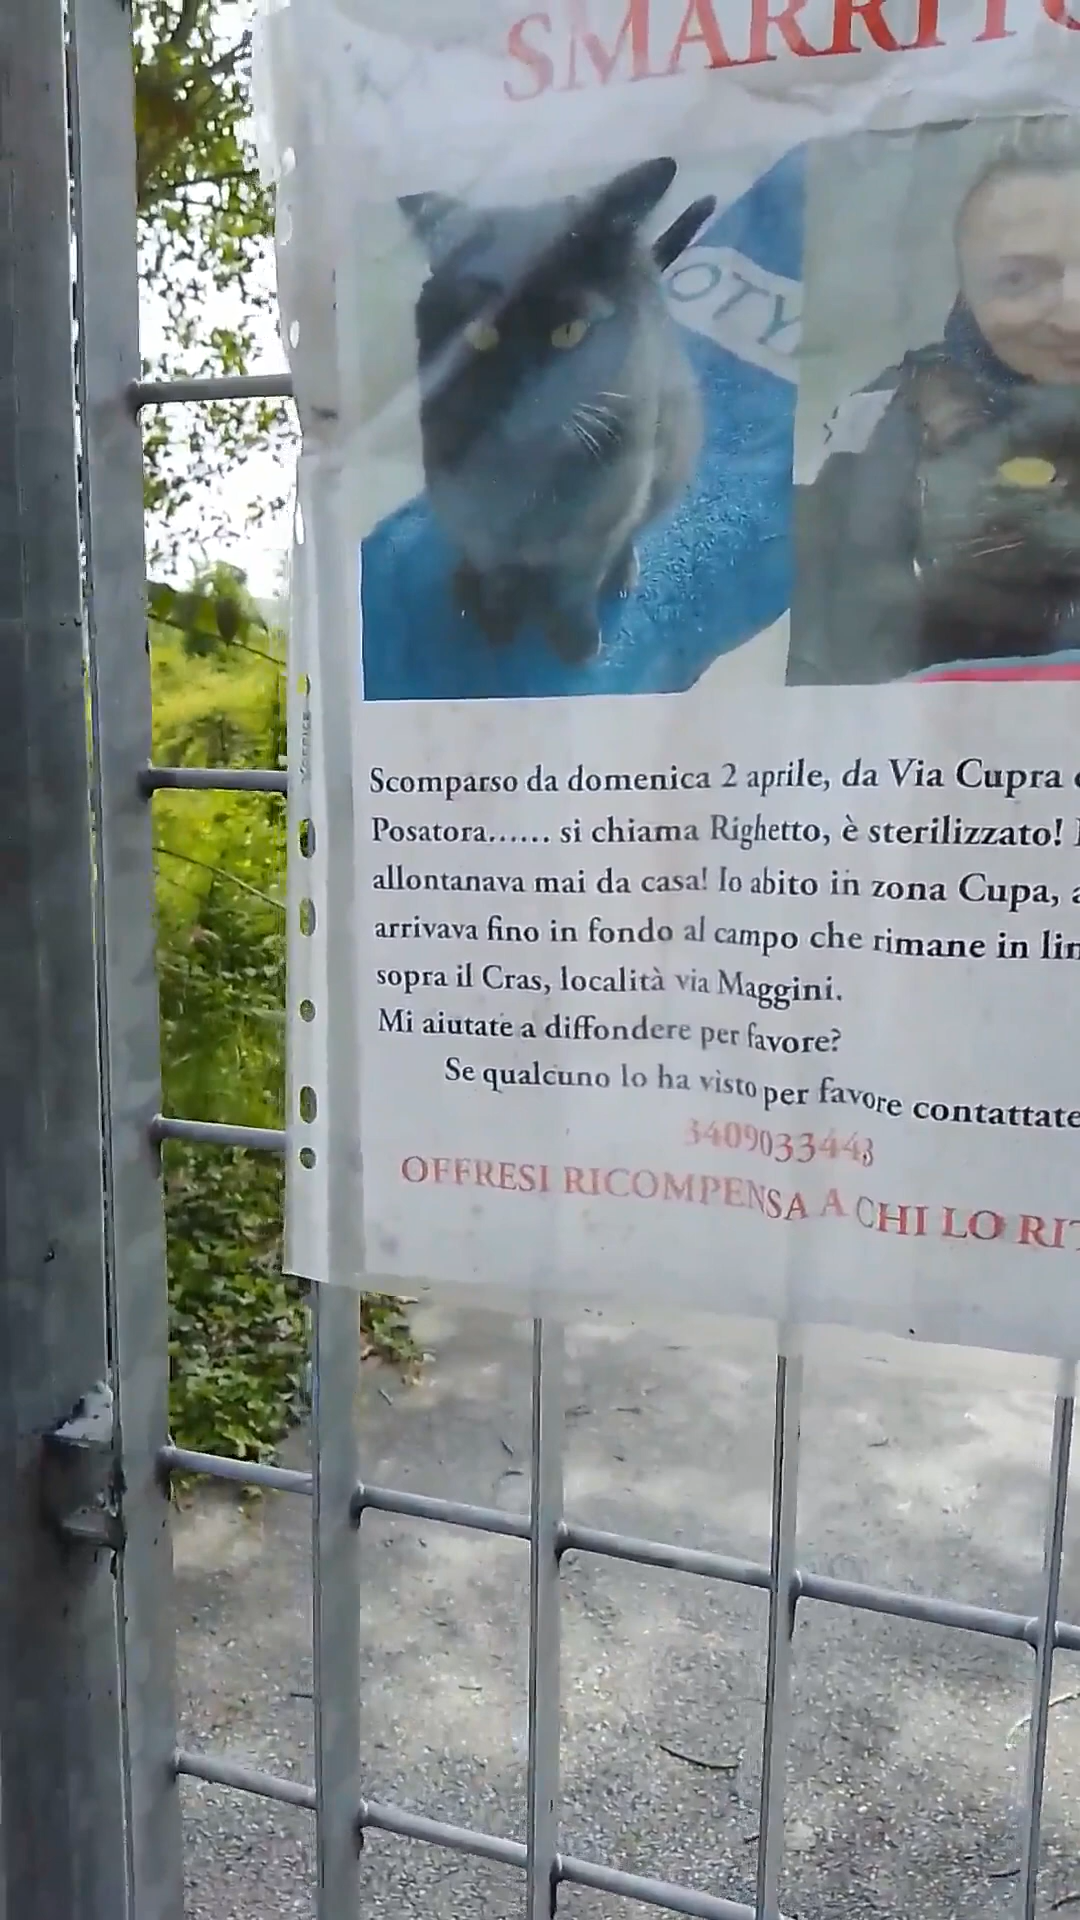 SMARRITO
OTY
Scomparso da domenica 2 aprile, da Via Cupra
Posatora...... si chiama Righetto, è sterilizzato!
allontanava mai da casa! Io abito in zona Cupa,
arrivava fino in fondo al campo che rimane in
sopra il Cras, località via Maggini.
Mi aiutate a diffondere per favore?
Se qualcuno lo ha visto per favore contattate
3409033443
OFFRESI RICOMPENSA A CHI LO